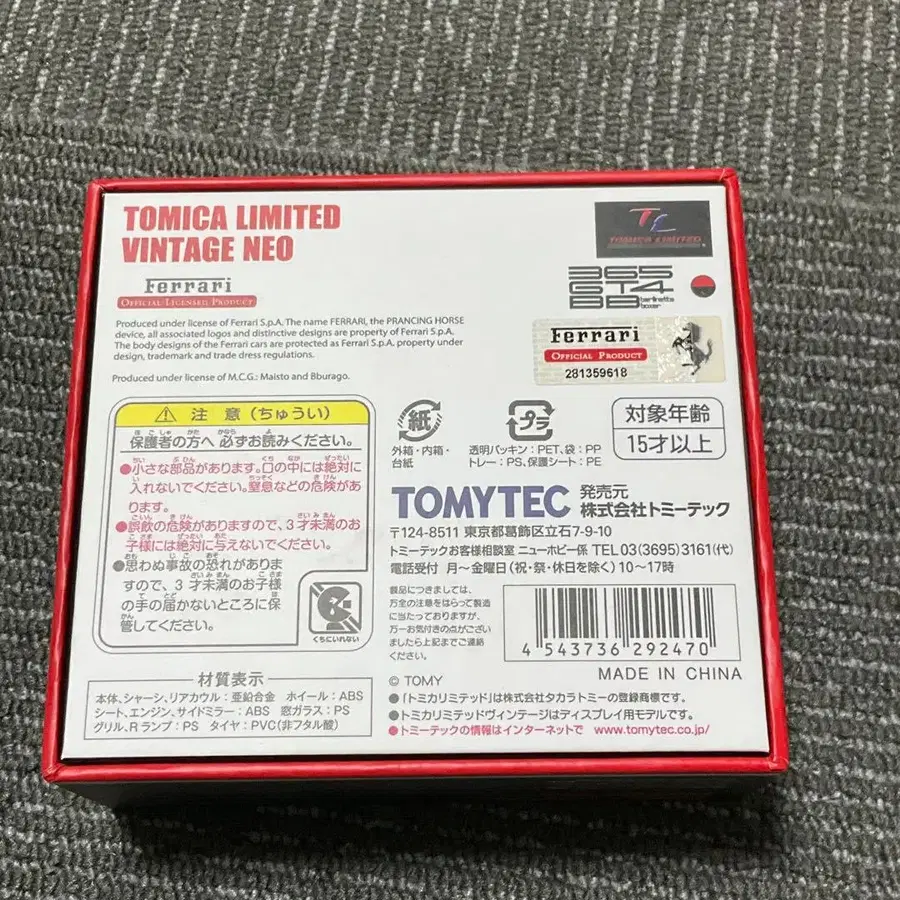 TOMICA LIMITED
VINTAGE NEO
TL
TOMICA LIMITED
Ferrari
OFFICIAL LICENSED PRODUCT
365
GT4
BB berlinetta
boxer
Produced under license of Ferrari S.p.A. The name FERRARI, the PRANCING HORSE
device, all associated logos and distinctive designs are property of Ferrari S.p.A.
The body designs of the Ferrari cars are protected as Ferrari S.p.A. property under
design, trademark and trade dress regulations.
Produced under license of M.C.G.: Maisto and Bburago.
Ferrari
OFFICIAL PRODUCT
281359618
注 意(ちゅうい)
保護者の方へ 必ずお読みください。
●小さな部品があります。口の中には絶対に
入れないでください。窒息などの危険があ
ります。
●誤飲の危険がありますので、3才未満のお
子様には絶対に与えないでください。
●思わぬ事故の恐れがあり
ますので、3才未満のお子様
の手の届かないところに保
管してください。
くちにいれない
紙
外箱・内箱・
台紙
プラ
透明パッキン:PET、袋:PP
トレー:PS、保護シート:PE
対象年齢
15才以上
TOMYTEC 発売元
株式会社トミーテック
〒124-8511 東京都葛飾区立石7-9-10
トミーテックお客様相談室 ニューホビー係 TEL 03(3695)3161(代)
電話受付 月〜金曜日(祝・祭・休日を除く)10〜17時
製品につきましては、
万全の注意をはらって製造
に当たっておりますが、
万一お気付きの点がござい
ましたら上記までご連絡
ください。
4 543736 292470
MADE IN CHINA
© TOMY
●「トミカリミテッド」は株式会社タカラトミーの登録商標です。
●トミカリミテッドヴィンテージはディスプレイ用モデルです。
●トミーテックの情報はインターネットで www.tomytec.co.jp/
材質表示
本体、シャーシ、リアカウル:亜鉛合金 ホイール:ABS
シート、エンジン、サイドミラー:ABS 窓ガラス:PS
グリル、Rランプ:PS タイヤ:PVC(非フタル酸)